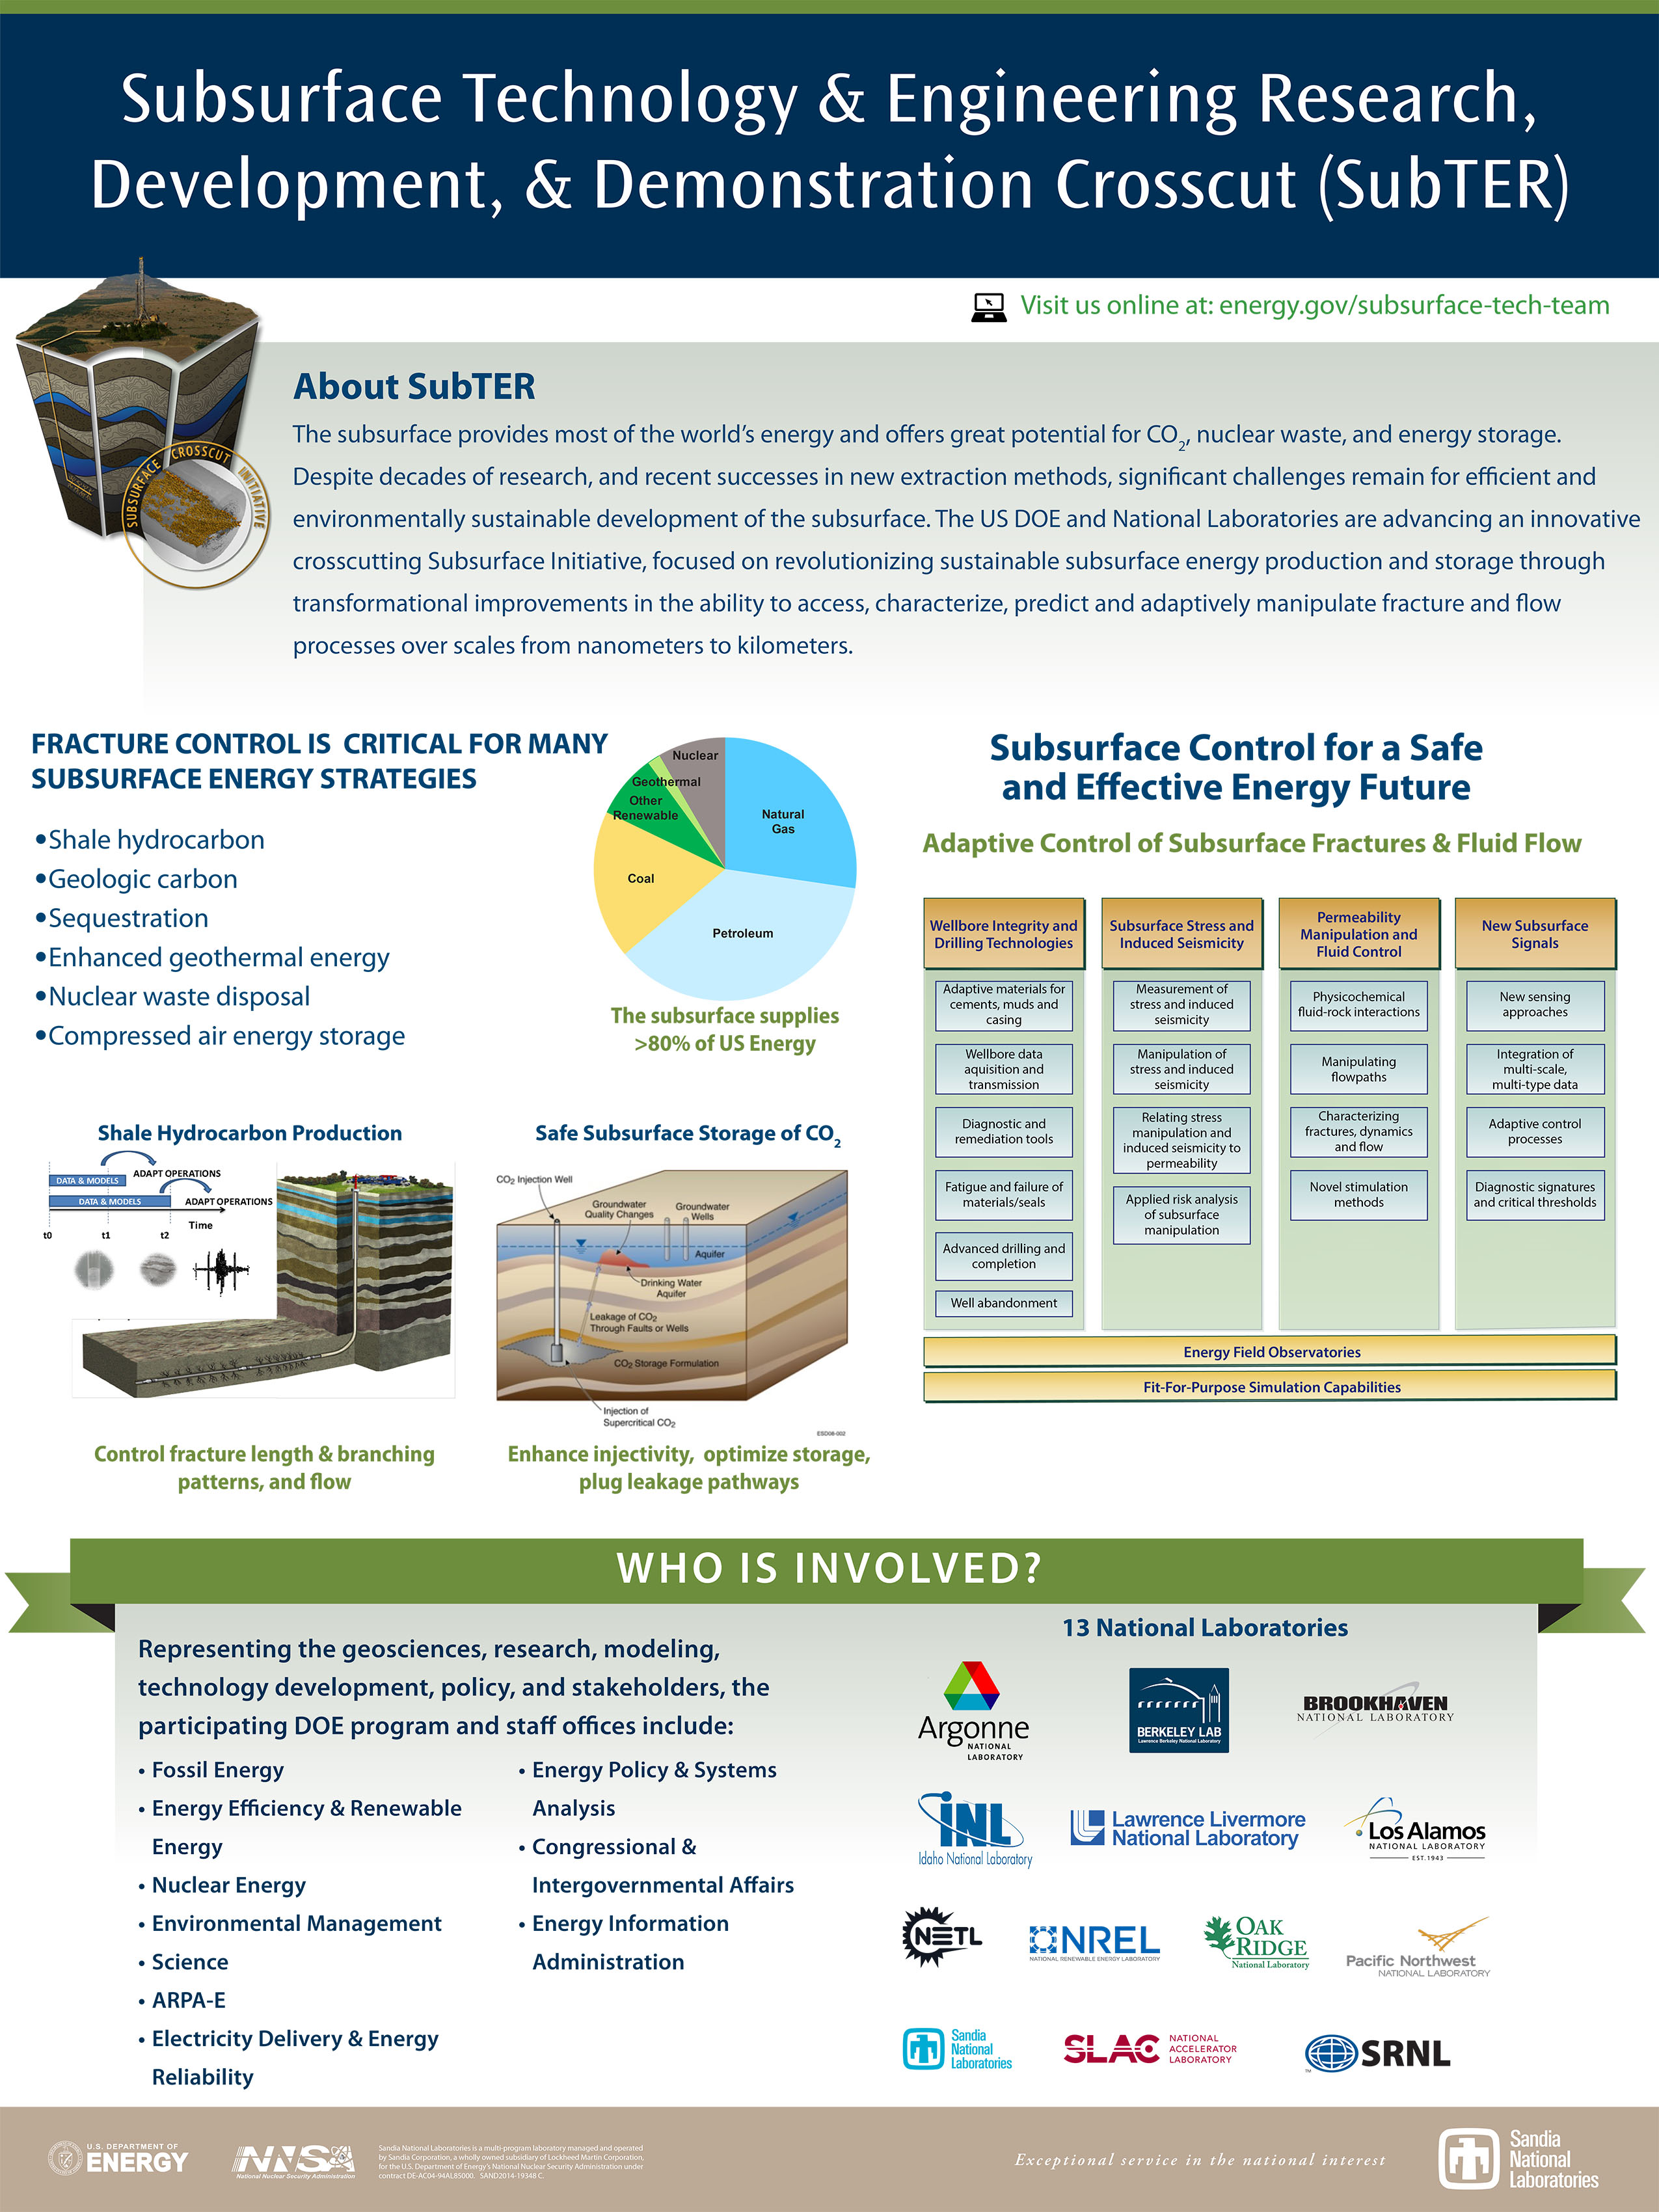 Subsurface Technology & Engineering Research,
Development, & Demonstration Crosscut (SubTER)
Visit us online at: energy.gov/subsurface-tech-team
SUBSURFACE CROSSCUT INITIATIVE
About SubTER
The subsurface provides most of the world's energy and offers great potential for CO2, nuclear waste, and energy storage.
Despite decades of research, and recent successes in new extraction methods, significant challenges remain for efficient and
environmentally sustainable development of the subsurface. The US DOE and National Laboratories are advancing an innovative
crosscutting Subsurface Initiative, focused on revolutionizing sustainable subsurface energy production and storage through
transformational improvements in the ability to access, characterize, predict and adaptively manipulate fracture and flow
processes over scales from nanometers to kilometers.
FRACTURE CONTROL IS CRITICAL FOR MANY
SUBSURFACE ENERGY STRATEGIES
•Shale hydrocarbon
•Geologic carbon
•Sequestration
•Enhanced geothermal energy
•Nuclear waste disposal
•Compressed air energy storage
Nuclear
Geothermal
Other
Renewable
Natural
Gas
Coal
Petroleum
The subsurface supplies
>80% of US Energy
Shale Hydrocarbon Production
DATA & MODELS
ADAPT OPERATIONS
DATA & MODELS
ADAPT OPERATIONS
Time
t0
t1
t2
Control fracture length & branching
patterns, and flow
Safe Subsurface Storage of CO2
CO2 Injection Well
Groundwater
Quality Changes
Groundwater
Wells
Aquifer
Drinking Water
Aquifer
Leakage of CO2
Through Faults or Wells
CO2 Storage Formulation
Injection of
Supercritical CO2
ESD08-002
Enhance injectivity, optimize storage,
plug leakage pathways
Subsurface Control for a Safe
and Effective Energy Future
Adaptive Control of Subsurface Fractures & Fluid Flow
Wellbore Integrity and
Drilling Technologies
Adaptive materials for
cements, muds and
casing
Wellbore data
aquisition and
transmission
Diagnostic and
remediation tools
Fatigue and failure of
materials/seals
Advanced drilling and
completion
Well abandonment
Subsurface Stress and
Induced Seismicity
Measurement of
stress and induced
seismicity
Manipulation of
stress and induced
seismicity
Relating stress
manipulation and
induced seismicity to
permeability
Applied risk analysis
of subsurface
manipulation
Permeability
Manipulation and
Fluid Control
Physicochemical
fluid-rock interactions
Manipulating
flowpaths
Characterizing
fractures, dynamics
and flow
Novel stimulation
methods
New Subsurface
Signals
New sensing
approaches
Integration of
multi-scale,
multi-type data
Adaptive control
processes
Diagnostic signatures
and critical thresholds
Energy Field Observatories
Fit-For-Purpose Simulation Capabilities
WHO IS INVOLVED?
Representing the geosciences, research, modeling,
technology development, policy, and stakeholders, the
participating DOE program and staff offices include:
• Fossil Energy
• Energy Efficiency & Renewable
Energy
• Nuclear Energy
• Environmental Management
• Science
• ARPA-E
• Electricity Delivery & Energy
Reliability
• Energy Policy & Systems
Analysis
• Congressional &
Intergovernmental Affairs
• Energy Information
Administration
13 National Laboratories
Argonne
NATIONAL
LABORATORY
BERKELEY LAB
Lawrence Berkeley National Laboratory
BROOKHAVEN
NATIONAL LABORATORY
INL
Idaho National Laboratory
Lawrence Livermore
National Laboratory
Los Alamos
NATIONAL LABORATORY
EST. 1943
NETL
NREL
NATIONAL RENEWABLE ENERGY LABORATORY
OAK
RIDGE
National Laboratory
Pacific Northwest
NATIONAL LABORATORY
Sandia
National
Laboratories
SLAC
NATIONAL
ACCELERATOR
LABORATORY
SRNL
TM
U.S. DEPARTMENT OF
ENERGY
NNSA
National Nuclear Security Administration
Sandia National Laboratories is a multi-program laboratory managed and operated
by Sandia Corporation, a wholly owned subsidiary of Lockheed Martin Corporation,
for the U.S. Department of Energy's National Nuclear Security Administration under
contract DE-AC04-94AL85000. SAND2014-19348 C.
Exceptional service in the national interest
Sandia
National
Laboratories